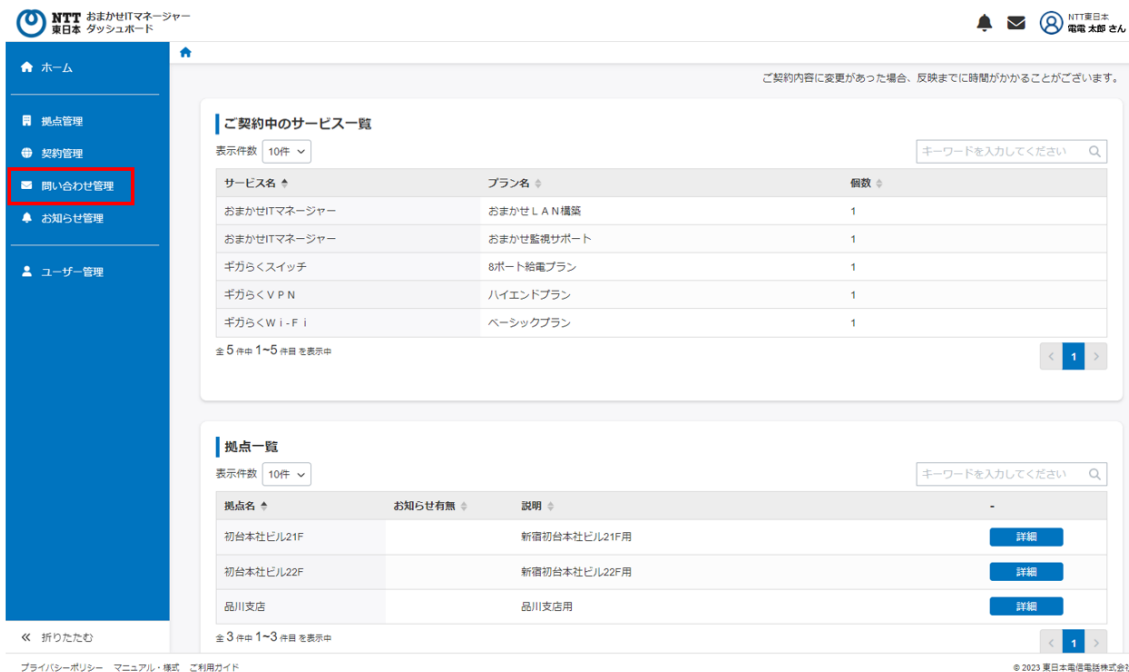 NTT東日本 おまかせITマネージャー ダッシュボード
NTT東日本
電電 太郎 さん
ホーム
拠点管理
契約管理
問い合わせ管理
お知らせ管理
ユーザー管理
折りたたむ
ご契約内容に変更があった場合、反映までに時間がかかることがございます。
ご契約中のサービス一覧
表示件数 10件 キーワードを入力してください
サービス名 プラン名 個数
おまかせITマネージャー おまかせＬＡＮ構築 1
おまかせITマネージャー おまかせ監視サポート 1
ギガらくスイッチ 8ポート給電プラン 1
ギガらくＶＰＮ ハイエンドプラン 1
ギガらくＷｉ-Ｆｉ ベーシックプラン 1
全 5 件中 1~5 件目 を表示中 < 1 >
拠点一覧
表示件数 10件 キーワードを入力してください
拠点名 お知らせ有無 説明 -
初台本社ビル21F 新宿初台本社ビル21F用 詳細
初台本社ビル22F 新宿初台本社ビル22F用 詳細
品川支店 品川支店用 詳細
全 3 件中 1~3 件目 を表示中 < 1 >
プライバシーポリシー マニュアル・様式 ご利用ガイド
© 2023 東日本電信電話株式会社